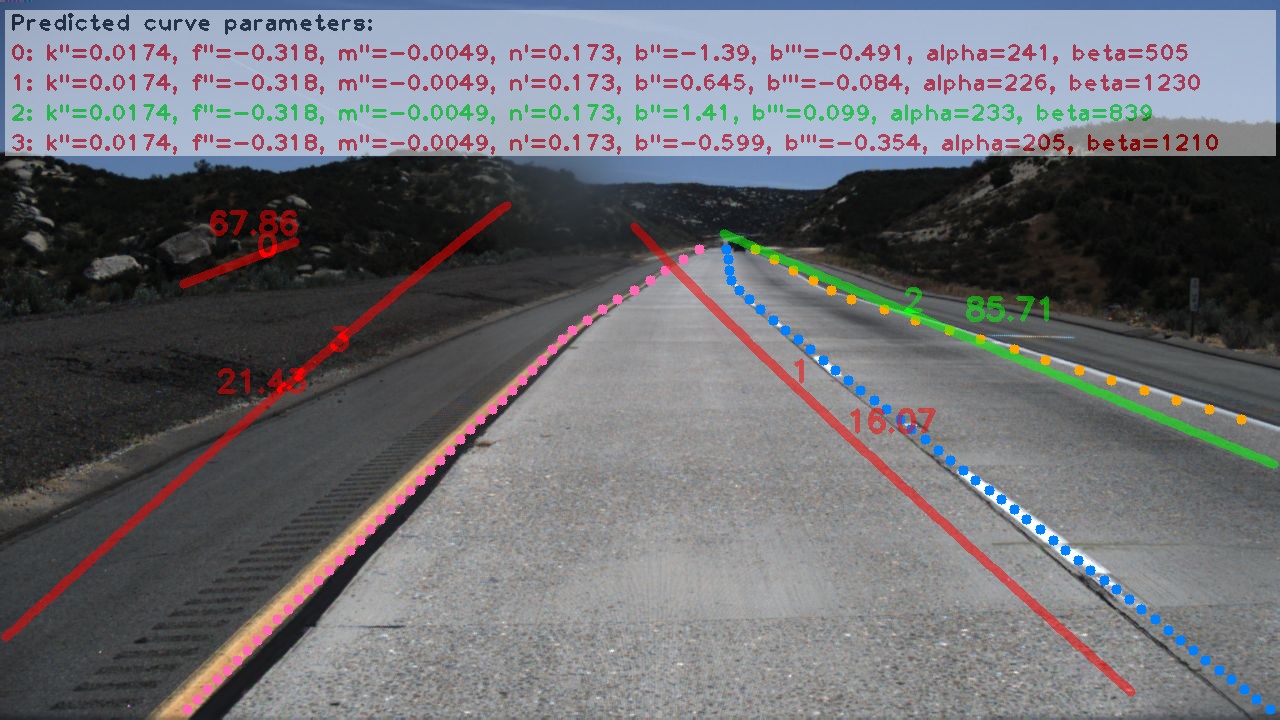 Predicted curve parameters:
0: k''=0.0174, f''=−0.318, m''=−0.0049, n'=0.173, b''=−1.39, b'''=−0.491, alpha=241, beta=505
1: k''=0.0174, f''=−0.318, m''=−0.0049, n'=0.173, b''=0.645, b'''=−0.084, alpha=226, beta=1230
2: k''=0.0174, f''=−0.318, m''=−0.0049, n'=0.173, b''=1.41, b'''=0.099, alpha=233, beta=839
3: k''=0.0174, f''=−0.318, m''=−0.0049, n'=0.173, b''=−0.599, b'''=−0.354, alpha=205, beta=1210
67.86
0
2
85.71
3
21.43
1
16.07